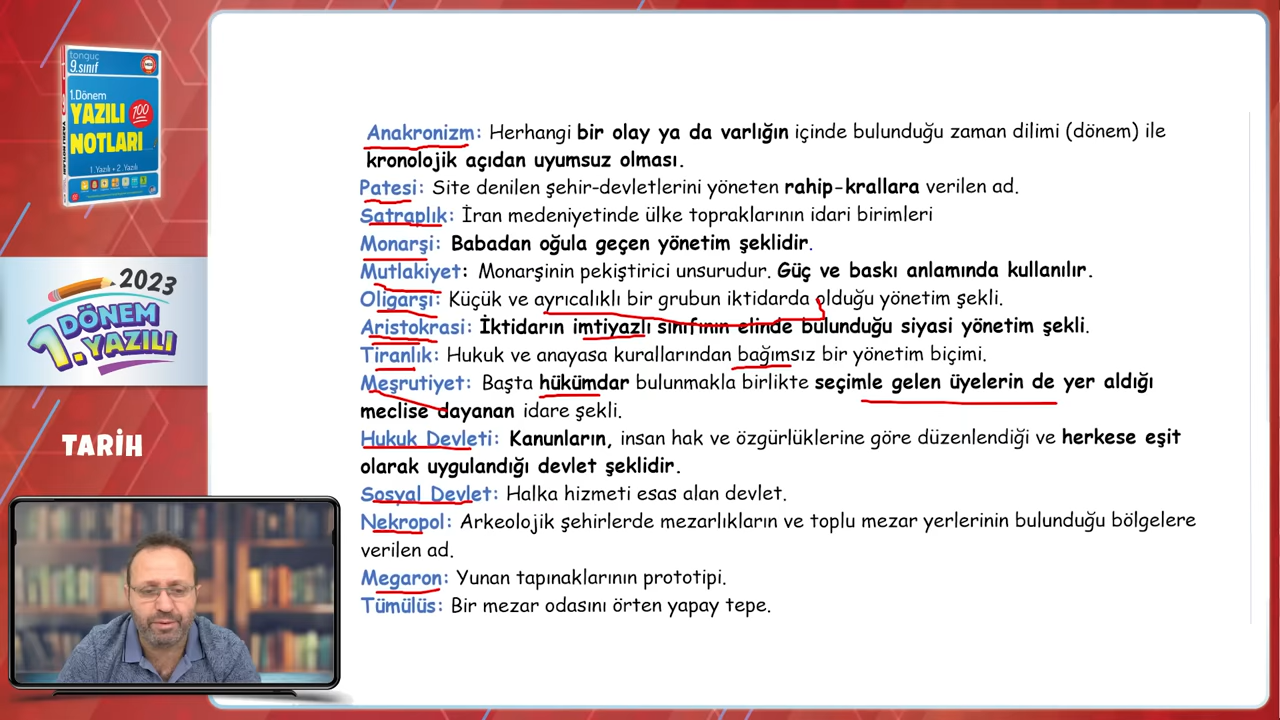 tonguç
9.sınıf
1.Dönem
YAZILI
100
NOTLARI
1.Yazılı • 2.Yazılı
YAZILI NOTLARI
2023
1.DÖNEM
YAZILI
TARİH
Anakronizm: Herhangi bir olay ya da varlığın içinde bulunduğu zaman dilimi (dönem) ile
kronolojik açıdan uyumsuz olması.
Patesi: Site denilen şehir-devletlerini yöneten rahip-krallara verilen ad.
Satraplık: İran medeniyetinde ülke topraklarının idari birimleri
Monarşi: Babadan oğula geçen yönetim şeklidir.
Mutlakiyet: Monarşinin pekiştirici unsurudur. Güç ve baskı anlamında kullanılır.
Oligarşi: Küçük ve ayrıcalıklı bir grubun iktidarda olduğu yönetim şekli.
Aristokrasi: İktidarın imtiyazlı sınıfının elinde bulunduğu siyasi yönetim şekli.
Tiranlık: Hukuk ve anayasa kurallarından bağımsız bir yönetim biçimi.
Meşrutiyet: Başta hükümdar bulunmakla birlikte seçimle gelen üyelerin de yer aldığı
meclise dayanan idare şekli.
Hukuk Devleti: Kanunların, insan hak ve özgürlüklerine göre düzenlendiği ve herkese eşit
olarak uygulandığı devlet şeklidir.
Sosyal Devlet: Halka hizmeti esas alan devlet.
Nekropol: Arkeolojik şehirlerde mezarlıkların ve toplu mezar yerlerinin bulunduğu bölgelere
verilen ad.
Megaron: Yunan tapınaklarının prototipi.
Tümülüs: Bir mezar odasını örten yapay tepe.